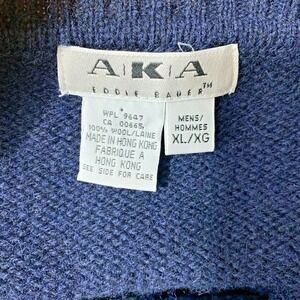 A|K|A
EDDIE BAUER™
WPL 9647
CA 00665
100% WOOL/LAINE
MADE IN HONG KONG
FABRIQUE A
HONG KONG
SEE SIDE FOR CARE
MENS/
HOMMES
XL/XG